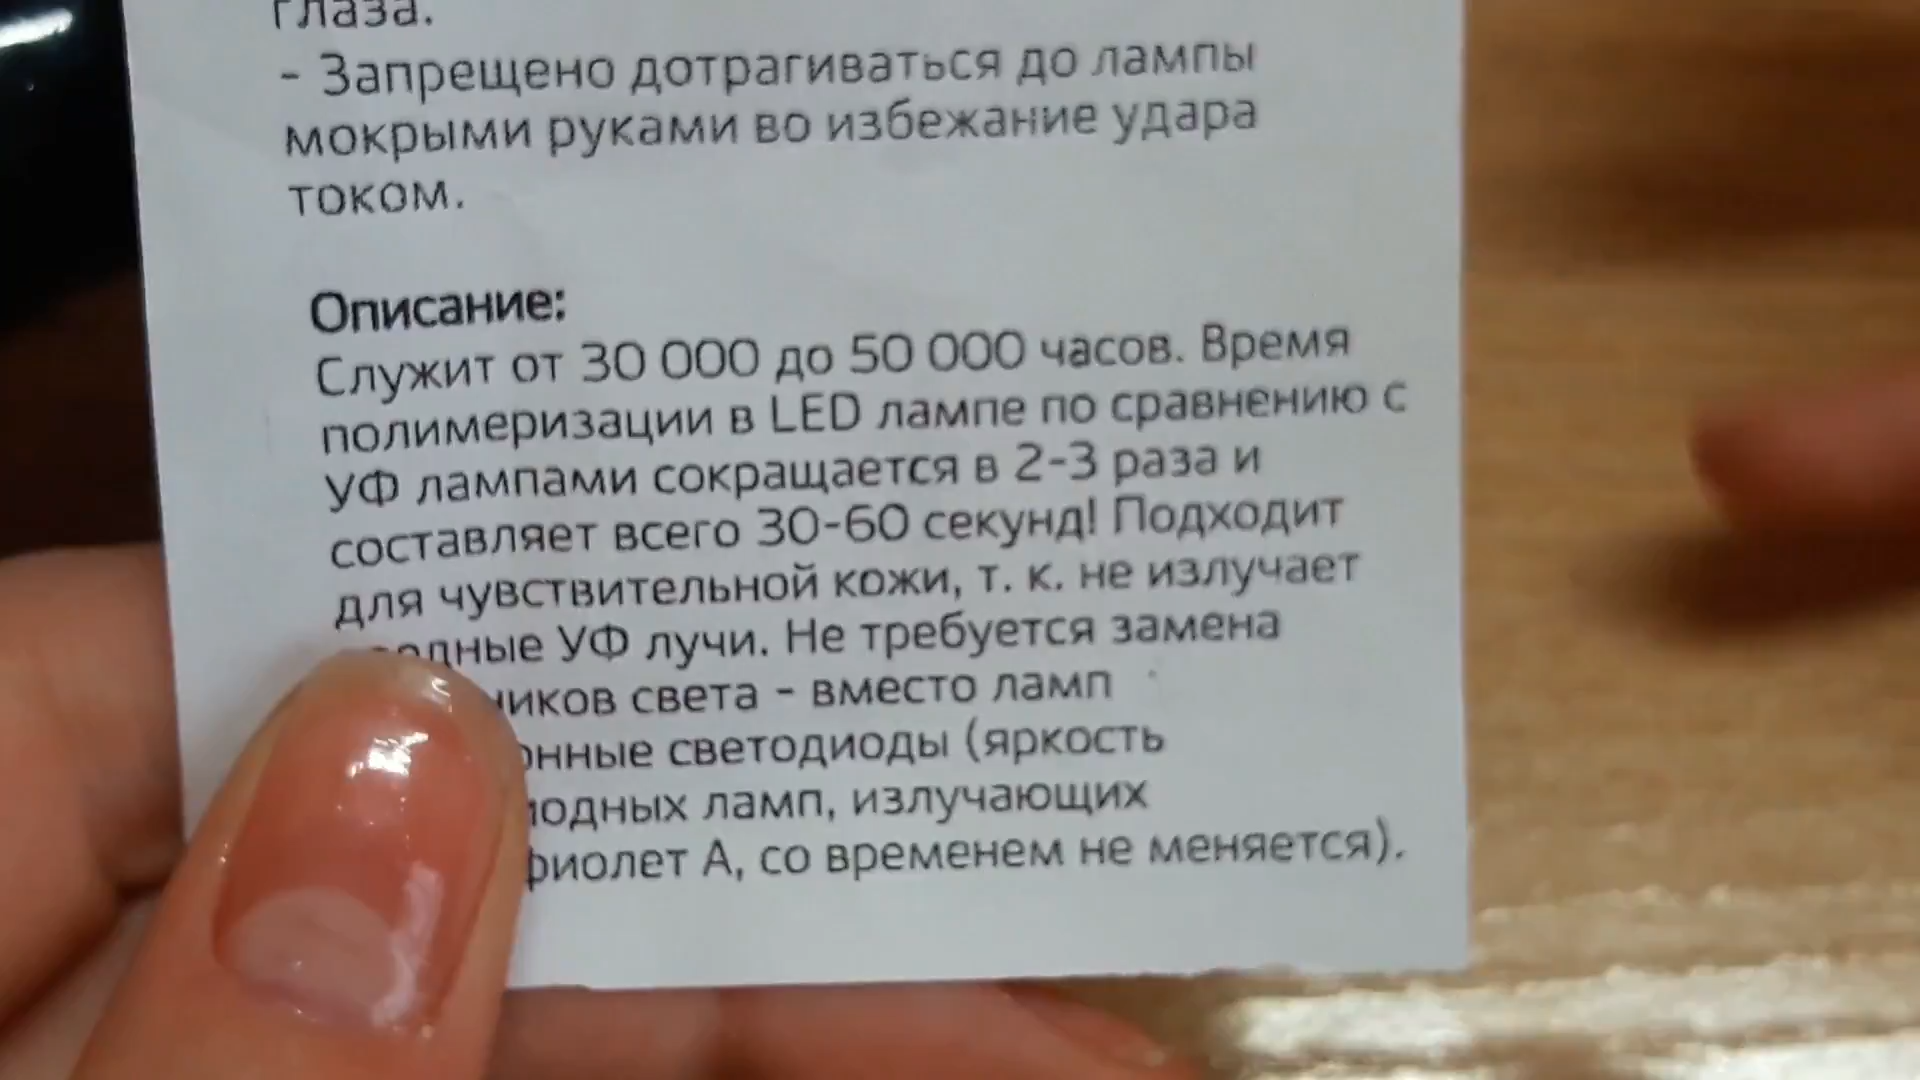 глаза.
- Запрещено дотрагиваться до лампы
мокрыми руками во избежание удара
током.
Описание:
Служит от 30 000 до 50 000 часов. Время
полимеризации в LED лампе по сравнению с
УФ лампами сокращается в 2-3 раза и
составляет всего 30-60 секунд! Подходит
для чувствительной кожи, т. к. не излучает
УФ лучи. Не требуется замена
света - вместо ламп
светодиоды (яркость
ламп, излучающих
А, со временем не меняется).